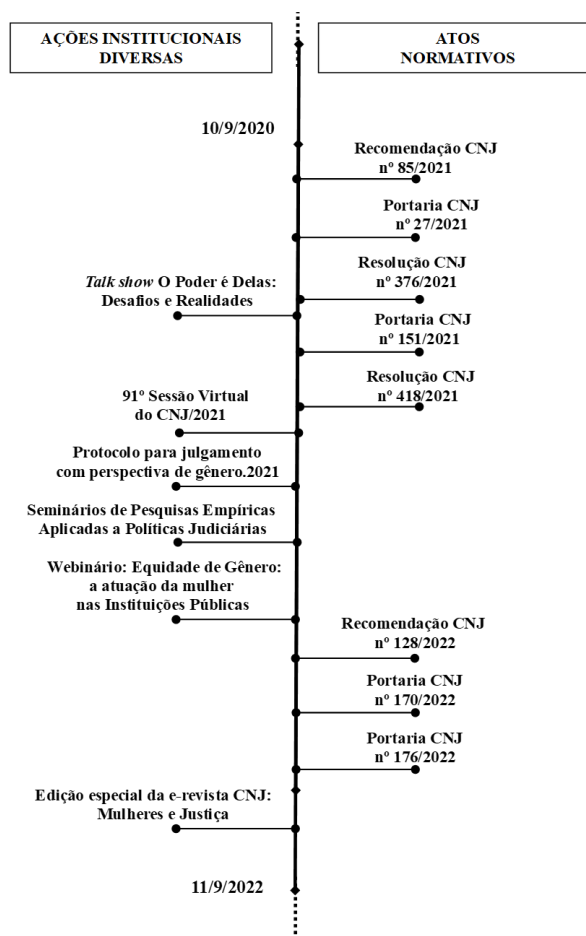 AÇÕES INSTITUCIONAIS
DIVERSAS
ATOS
NORMATIVOS
10/9/2020
Recomendação CNJ
nº 85/2021
Portaria CNJ
nº 27/2021
Resolução CNJ
nº 376/2021
Talk show O Poder é Delas:
Desafios e Realidades
Portaria CNJ
nº 151/2021
Resolução CNJ
nº 418/2021
91º Sessão Virtual
do CNJ/2021
Protocolo para julgamento
com perspectiva de gênero.2021
Seminários de Pesquisas Empíricas
Aplicadas a Políticas Judiciárias
Webinário: Equidade de Gênero:
a atuação da mulher
nas Instituições Públicas
Recomendação CNJ
nº 128/2022
Portaria CNJ
nº 170/2022
Portaria CNJ
nº 176/2022
Edição especial da e-revista CNJ:
Mulheres e Justiça
11/9/2022